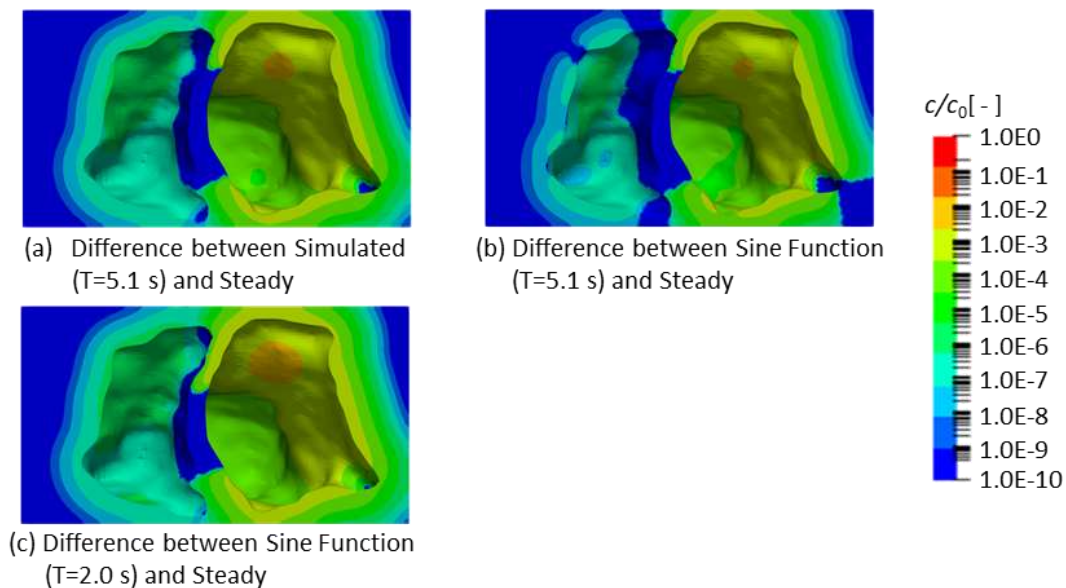 (a) Difference between Simulated
(T=5.1 s) and Steady
(b) Difference between Sine Function
(T=5.1 s) and Steady
(c) Difference between Sine Function
(T=2.0 s) and Steady
c/c0[ - ]
1.0E0
1.0E-1
1.0E-2
1.0E-3
1.0E-4
1.0E-5
1.0E-6
1.0E-7
1.0E-8
1.0E-9
1.0E-10